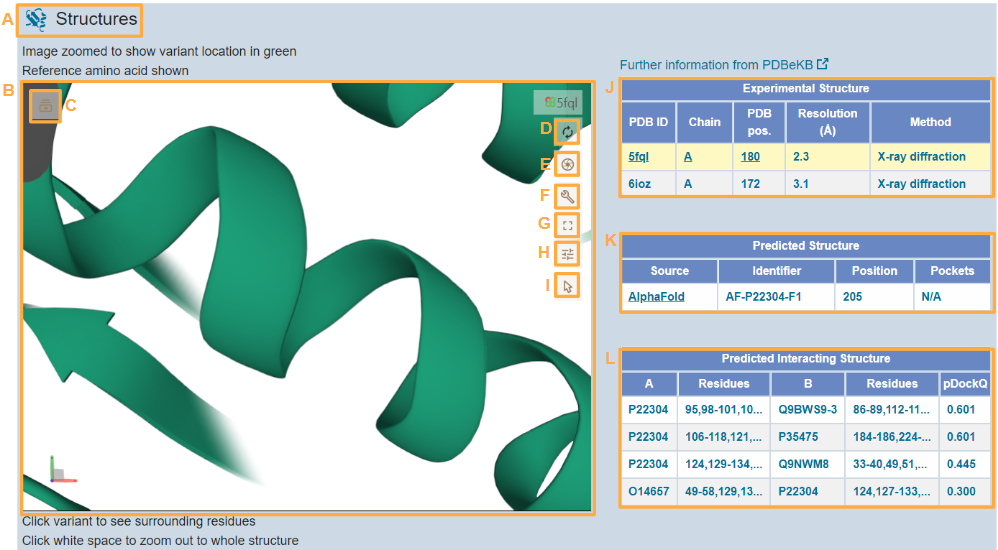 A Structures
Image zoomed to show variant location in green
Reference amino acid shown
B
C
5fql
D
E
F
G
H
I
Click variant to see surrounding residues
Click white space to zoom out to whole structure
Further information from PDBeKB
J
Experimental Structure
PDB ID Chain PDB pos. Resolution (Å) Method
5fql A 180 2.3 X-ray diffraction
6ioz A 172 3.1 X-ray diffraction
K
Predicted Structure
Source Identifier Position Pockets
AlphaFold AF-P22304-F1 205 N/A
L
Predicted Interacting Structure
A Residues B Residues pDockQ
P22304 95,98-101,10... Q9BWS9-3 86-89,112-11... 0.601
P22304 106-118,121,... P35475 184-186,224-... 0.601
P22304 124,129-134,... Q9NWM8 33-40,49,51,... 0.445
O14657 49-58,129,13... P22304 124,127-133,... 0.300